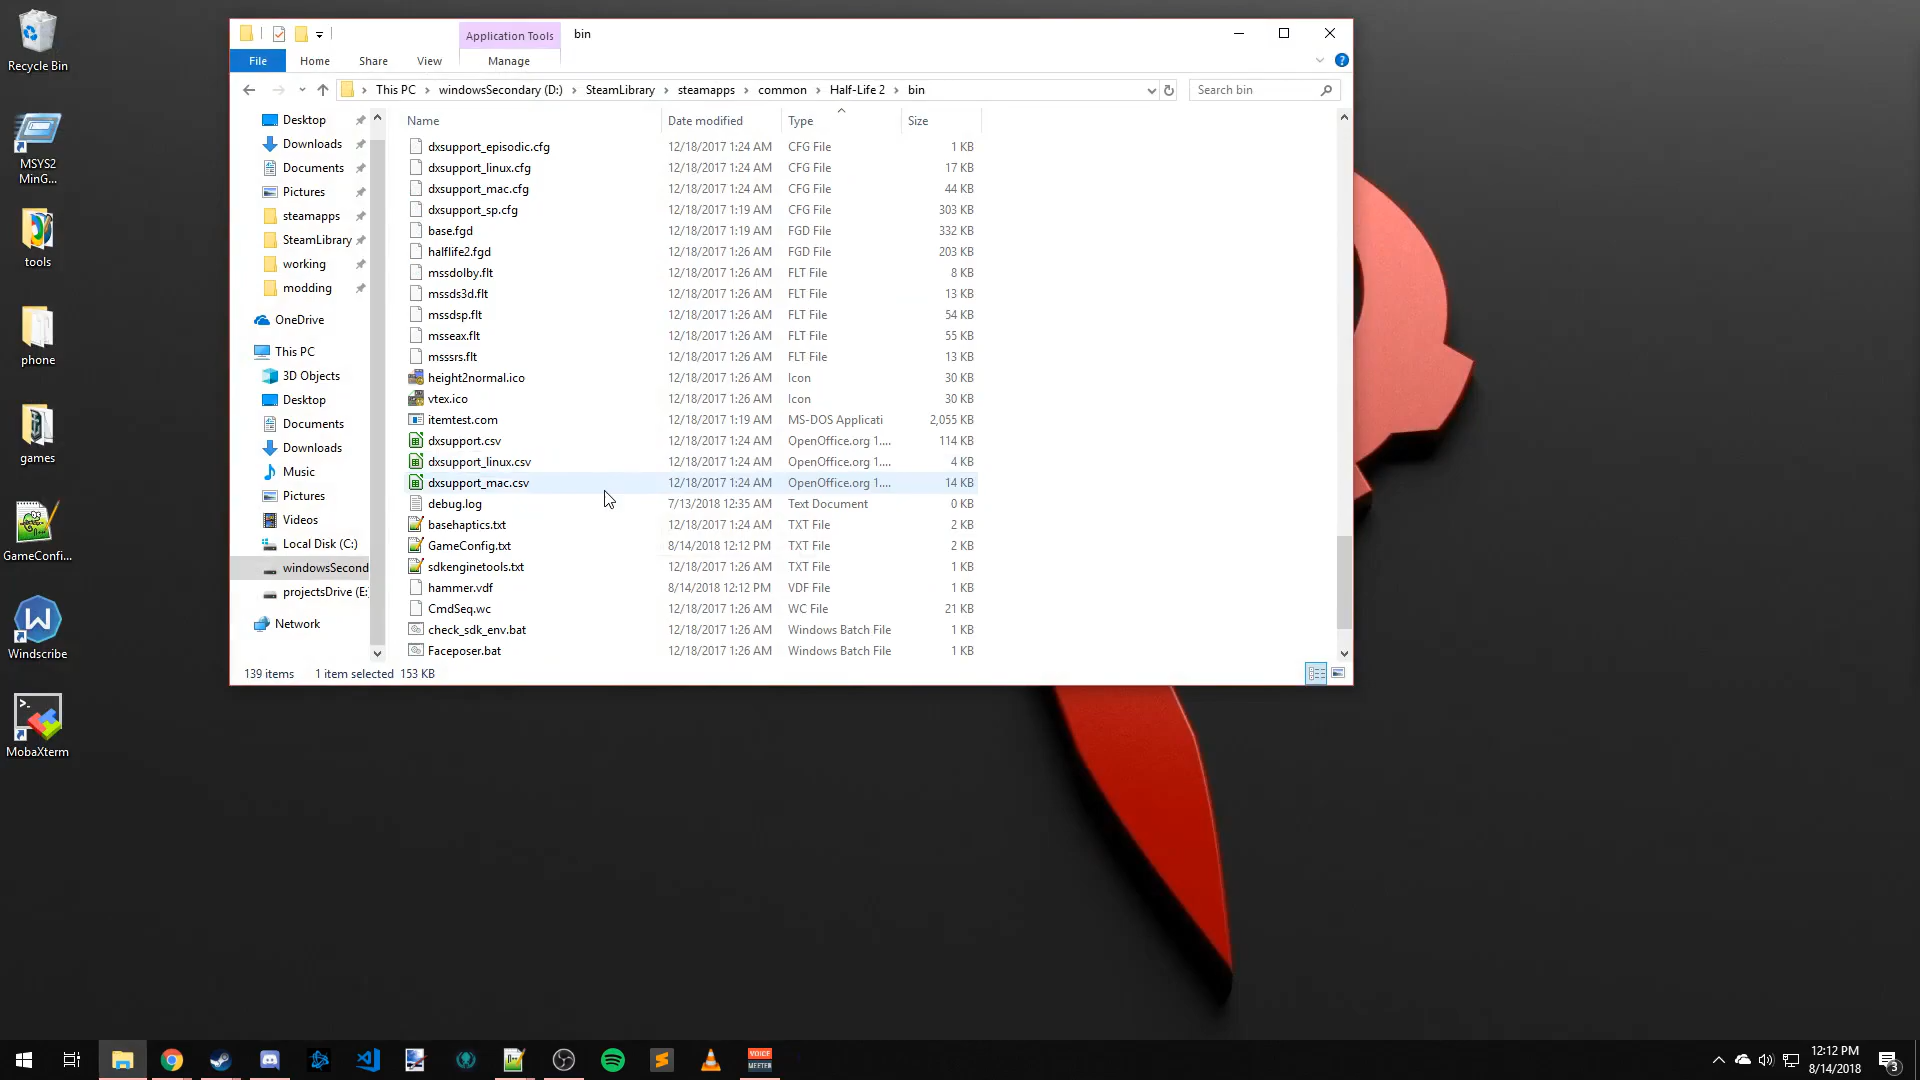 Recycle Bin
MSYS2
MinG...
tools
phone
games
GameConfi...
Windscribe
MobaXterm
Application Tools
bin
File
Home
Share
View
Manage
This PC
windowsSecondary (D:)
SteamLibrary
steamapps
common
Half-Life 2
bin
Search bin
Desktop
Downloads
Documents
Pictures
steamapps
SteamLibrary
working
modding
OneDrive
This PC
3D Objects
Desktop
Documents
Downloads
Music
Pictures
Videos
Local Disk (C:)
windowsSecond
projectsDrive (E:
Network
Name Date modified Type Size
dxsupport_episodic.cfg 12/18/2017 1:24 AM CFG File 1 KB
dxsupport_linux.cfg 12/18/2017 1:24 AM CFG File 17 KB
dxsupport_mac.cfg 12/18/2017 1:24 AM CFG File 44 KB
dxsupport_sp.cfg 12/18/2017 1:19 AM CFG File 303 KB
base.fgd 12/18/2017 1:19 AM FGD File 332 KB
halflife2.fgd 12/18/2017 1:26 AM FGD File 203 KB
mssdolby.flt 12/18/2017 1:26 AM FLT File 8 KB
mssds3d.flt 12/18/2017 1:26 AM FLT File 13 KB
mssdsp.flt 12/18/2017 1:26 AM FLT File 54 KB
msseax.flt 12/18/2017 1:26 AM FLT File 55 KB
msssrs.flt 12/18/2017 1:26 AM FLT File 13 KB
height2normal.ico 12/18/2017 1:26 AM Icon 30 KB
vtex.ico 12/18/2017 1:26 AM Icon 30 KB
itemtest.com 12/18/2017 1:19 AM MS-DOS Applicati 2,055 KB
dxsupport.csv 12/18/2017 1:24 AM OpenOffice.org 1.... 114 KB
dxsupport_linux.csv 12/18/2017 1:24 AM OpenOffice.org 1.... 4 KB
dxsupport_mac.csv 12/18/2017 1:24 AM OpenOffice.org 1.... 14 KB
debug.log 7/13/2018 12:35 AM Text Document 0 KB
basehaptics.txt 12/18/2017 1:24 AM TXT File 2 KB
GameConfig.txt 8/14/2018 12:12 PM TXT File 2 KB
sdkenginetools.txt 12/18/2017 1:26 AM TXT File 1 KB
hammer.vdf 8/14/2018 12:12 PM VDF File 1 KB
CmdSeq.wc 12/18/2017 1:26 AM WC File 21 KB
check_sdk_env.bat 12/18/2017 1:26 AM Windows Batch File 1 KB
Faceposer.bat 12/18/2017 1:26 AM Windows Batch File 1 KB
139 items 1 item selected 153 KB
VOICE
MEETER
12:12 PM
8/14/2018
3